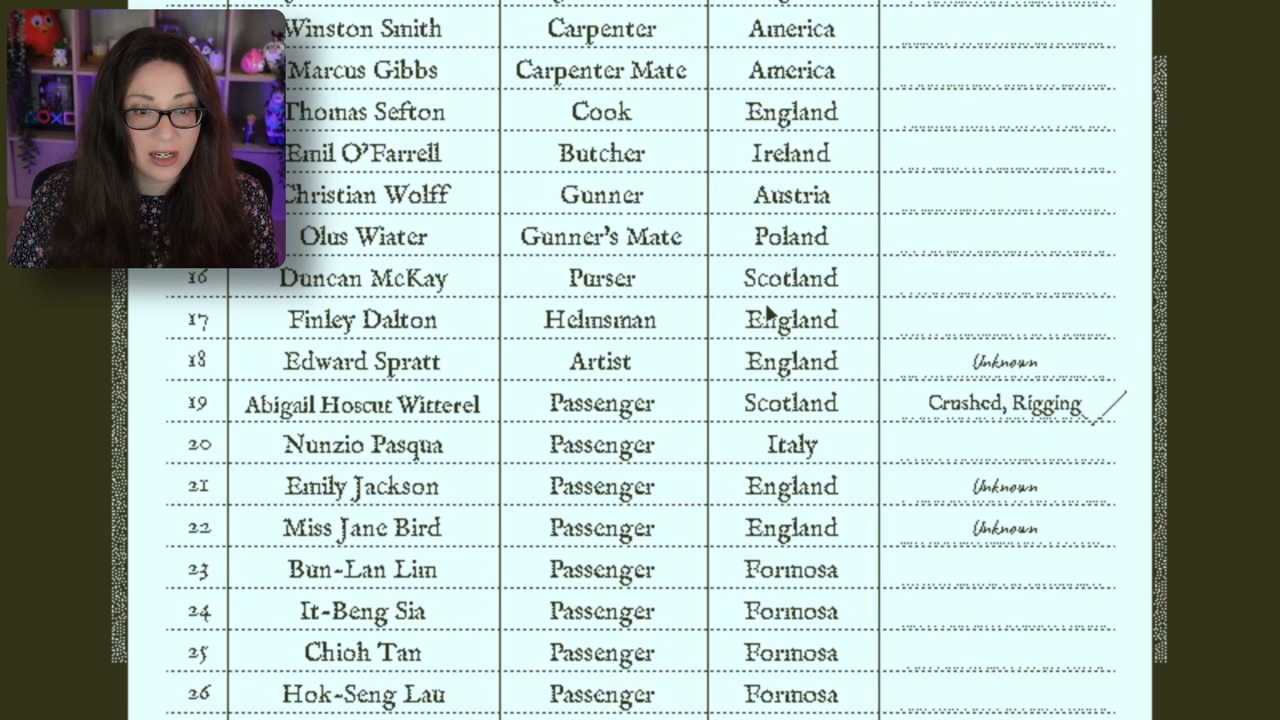 Winston Smith Carpenter America
Marcus Gibbs Carpenter Mate America
Thomas Sefton Cook England
Emil O'Farrell Butcher Ireland
Christian Wolff Gunner Austria
Olus Wiater Gunner's Mate Poland
16 Duncan McKay Purser Scotland
17 Finley Dalton Helmsman England
18 Edward Spratt Artist England Unknown
19 Abigail Hoscut Witterel Passenger Scotland Crushed, Rigging
20 Nunzio Pasqua Passenger Italy
21 Emily Jackson Passenger England Unknown
22 Miss Jane Bird Passenger England Unknown
23 Bun-Lan Lim Passenger Formosa
24 It-Beng Sia Passenger Formosa
25 Chioh Tan Passenger Formosa
26 Hok-Seng Lau Passenger Formosa